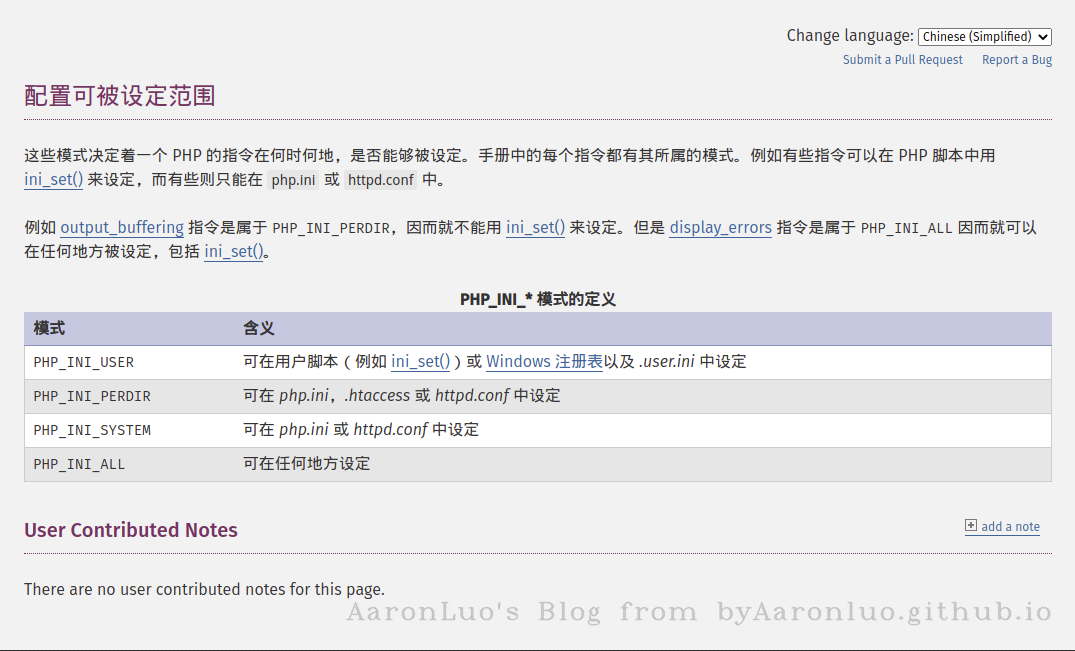 Change language: Chinese (Simplified)
Submit a Pull Request Report a Bug
配置可被设定范围
这些模式决定着一个 PHP 的指令在何时何地，是否能够被设定。手册中的每个指令都有其所属的模式。例如有些指令可以在 PHP 脚本中用
ini_set() 来设定，而有些则只能在 php.ini 或 httpd.conf 中。
例如 output_buffering 指令是属于 PHP_INI_PERDIR，因而就不能用 ini_set() 来设定。但是 display_errors 指令是属于 PHP_INI_ALL 因而就可以
在任何地方被设定，包括 ini_set()。
PHP_INI_* 模式的定义
模式 含义
PHP_INI_USER 可在用户脚本（例如 ini_set()）或 Windows 注册表以及 .user.ini 中设定
PHP_INI_PERDIR 可在 php.ini，.htaccess 或 httpd.conf 中设定
PHP_INI_SYSTEM 可在 php.ini 或 httpd.conf 中设定
PHP_INI_ALL 可在任何地方设定
User Contributed Notes add a note
There are no user contributed notes for this page.
AaronLuo's Blog from byAaronluo.github.io